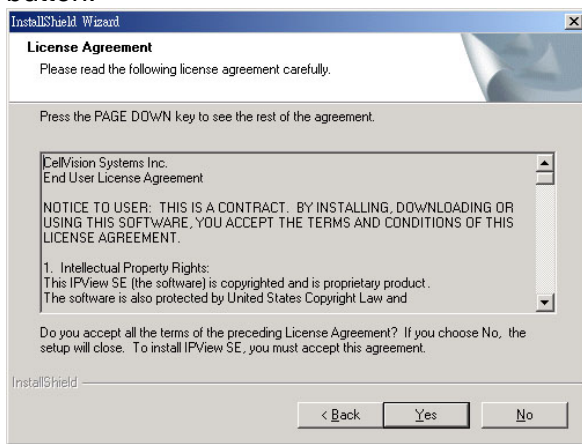 InstallShield Wizard
License Agreement
Please read the following license agreement carefully.
Press the PAGE DOWN key to see the rest of the agreement.
CellVision Systems Inc.
End User License Agreement
NOTICE TO USER: THIS IS A CONTRACT. BY INSTALLING, DOWNLOADING OR
USING THIS SOFTWARE, YOU ACCEPT THE TERMS AND CONDITIONS OF THIS
LICENSE AGREEMENT.
1. Intellectual Property Rights:
This IPView SE (the software) is copyrighted and is proprietary product.
The software is also protected by United States Copyright Law and
Do you accept all the terms of the preceding License Agreement? If you choose No, the
setup will close. To install IPView SE, you must accept this agreement.
InstallShield
< Back Yes No